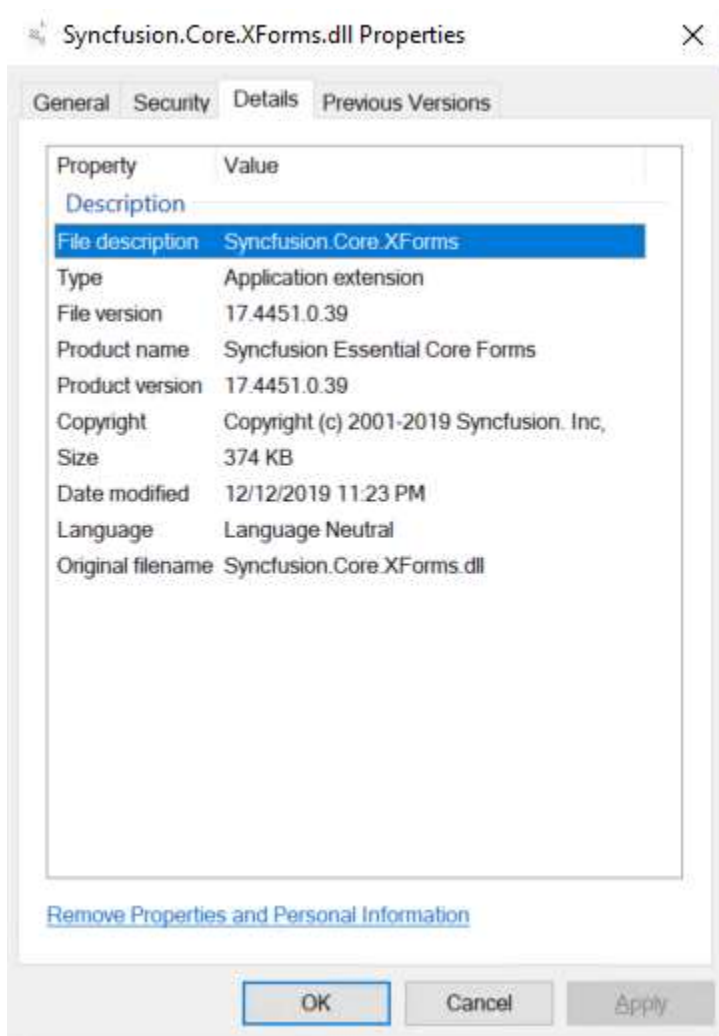 Syncfusion.Core.XForms.dll Properties
General Security Details Previous Versions
Property Value
Description
File description Syncfusion.Core.XForms
Type Application extension
File version 17.4451.0.39
Product name Syncfusion Essential Core Forms
Product version 17.4451.0.39
Copyright Copyright (c) 2001-2019 Syncfusion. Inc,
Size 374 KB
Date modified 12/12/2019 11:23 PM
Language Language Neutral
Original filename Syncfusion.Core.XForms.dll
Remove Properties and Personal Information
OK Cancel Apply